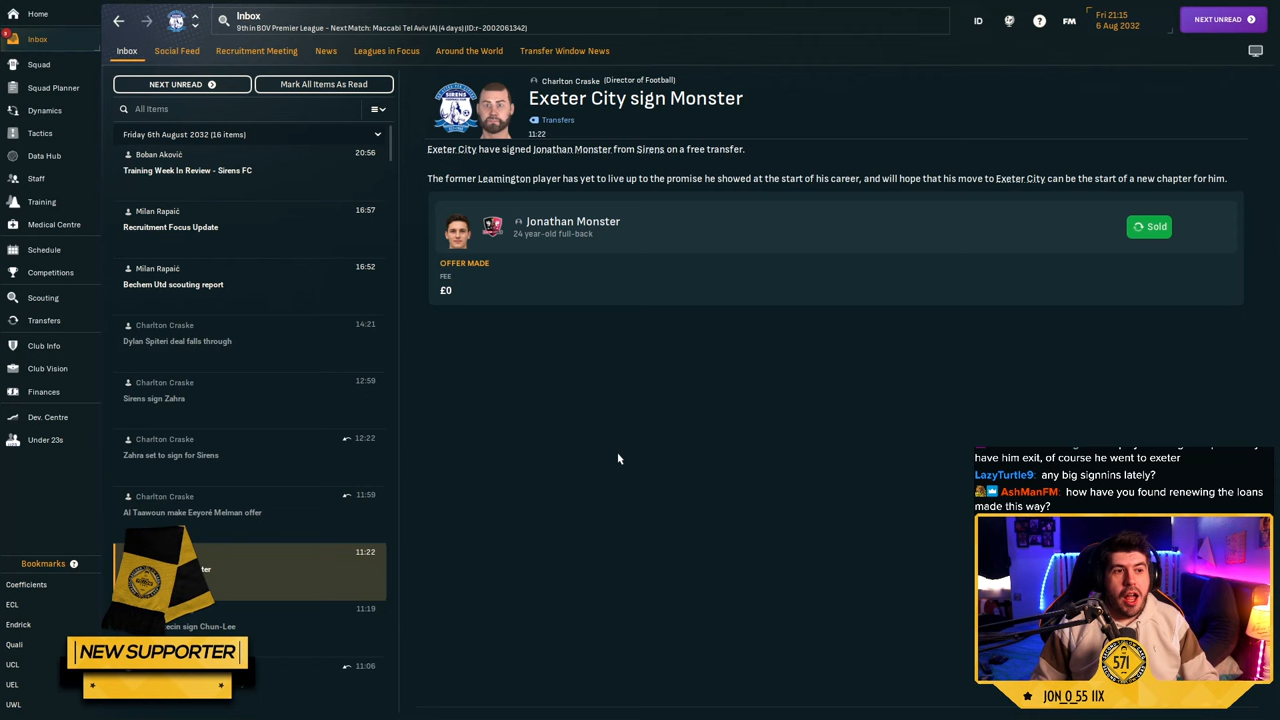 Home
Inbox
3
Squad
Squad Planner
Dynamics
Tactics
Data Hub
Staff
Training
Medical Centre
Schedule
Competitions
Scouting
Transfers
Club Info
Club Vision
Finances
Dev. Centre
Under 23s
Bookmarks ?
Coefficients
ECL
Endrick
Quali
UCL
UEL
UWL
Inbox
9th in BOV Premier League - Next Match: Maccabi Tel Aviv (A) (4 days) (ID:r-2002061342)
ID
?
FM
Fri 21:15
6 Aug 2032
NEXT UNREAD
Inbox
Social Feed
Recruitment Meeting
News
Leagues in Focus
Around the World
Transfer Window News
NEXT UNREAD
Mark All Items As Read
All Items
Friday 6th August 2032 (16 items)
Boban Aković 20:56
Training Week In Review - Sirens FC
Milan Rapaić 16:57
Recruitment Focus Update
Milan Rapaić 16:52
Bechem Utd scouting report
Charlton Craske 14:21
Dylan Spiteri deal falls through
Charlton Craske 12:59
Sirens sign Zahra
Charlton Craske 12:22
Zahra set to sign for Sirens
Charlton Craske 11:59
Al Taawoun make Eeyoré Melman offer
11:22
ter
11:19
ecin sign Chun-Lee
11:06
NEW SUPPORTER
SIRENS
Charlton Craske (Director of Football)
Exeter City sign Monster
Transfers
11:22
Exeter City have signed Jonathan Monster from Sirens on a free transfer.
The former Leamington player has yet to live up to the promise he showed at the start of his career, and will hope that his move to Exeter City can be the start of a new chapter for him.
Jonathan Monster
24 year-old full-back
Sold
OFFER MADE
FEE
£0
have him exit, of course he went to exeter
LazyTurtle9: any big signnins lately?
AshManFM: how have you found renewing the loans
made this way?
571
JON_0_55 IIX